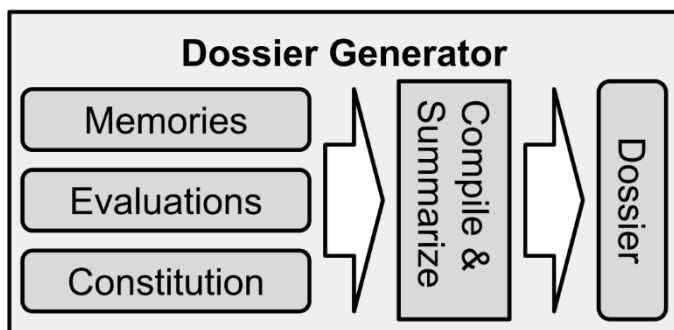 Dossier Generator
Memories
Evaluations
Constitution
Compile &
Summarize
Dossier